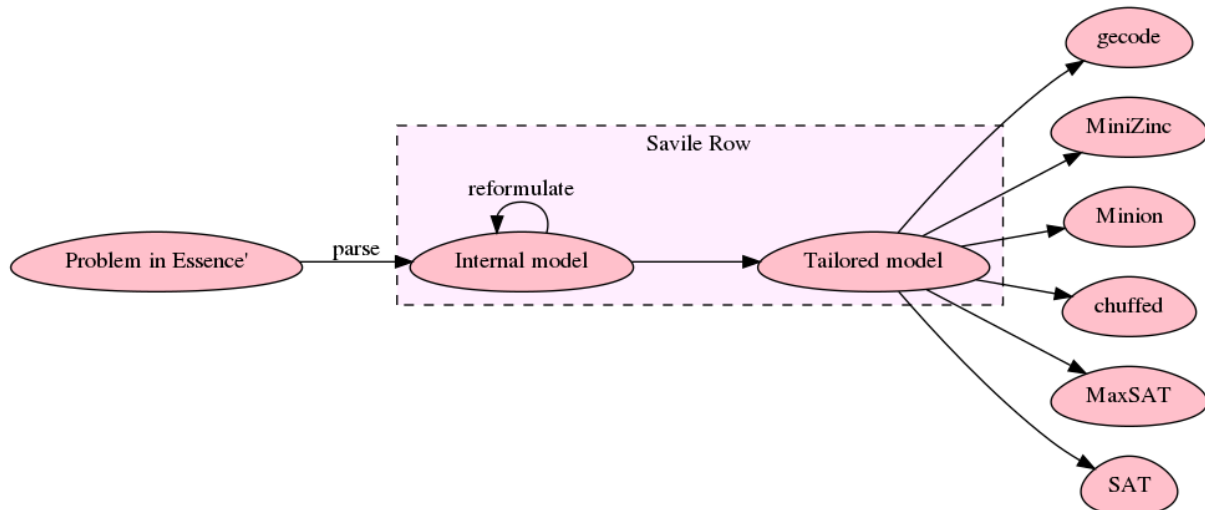 gecode
MiniZinc
Savile Row
reformulate
Minion
Problem in Essence'
parse
Internal model
Tailored model
chuffed
MaxSAT
SAT